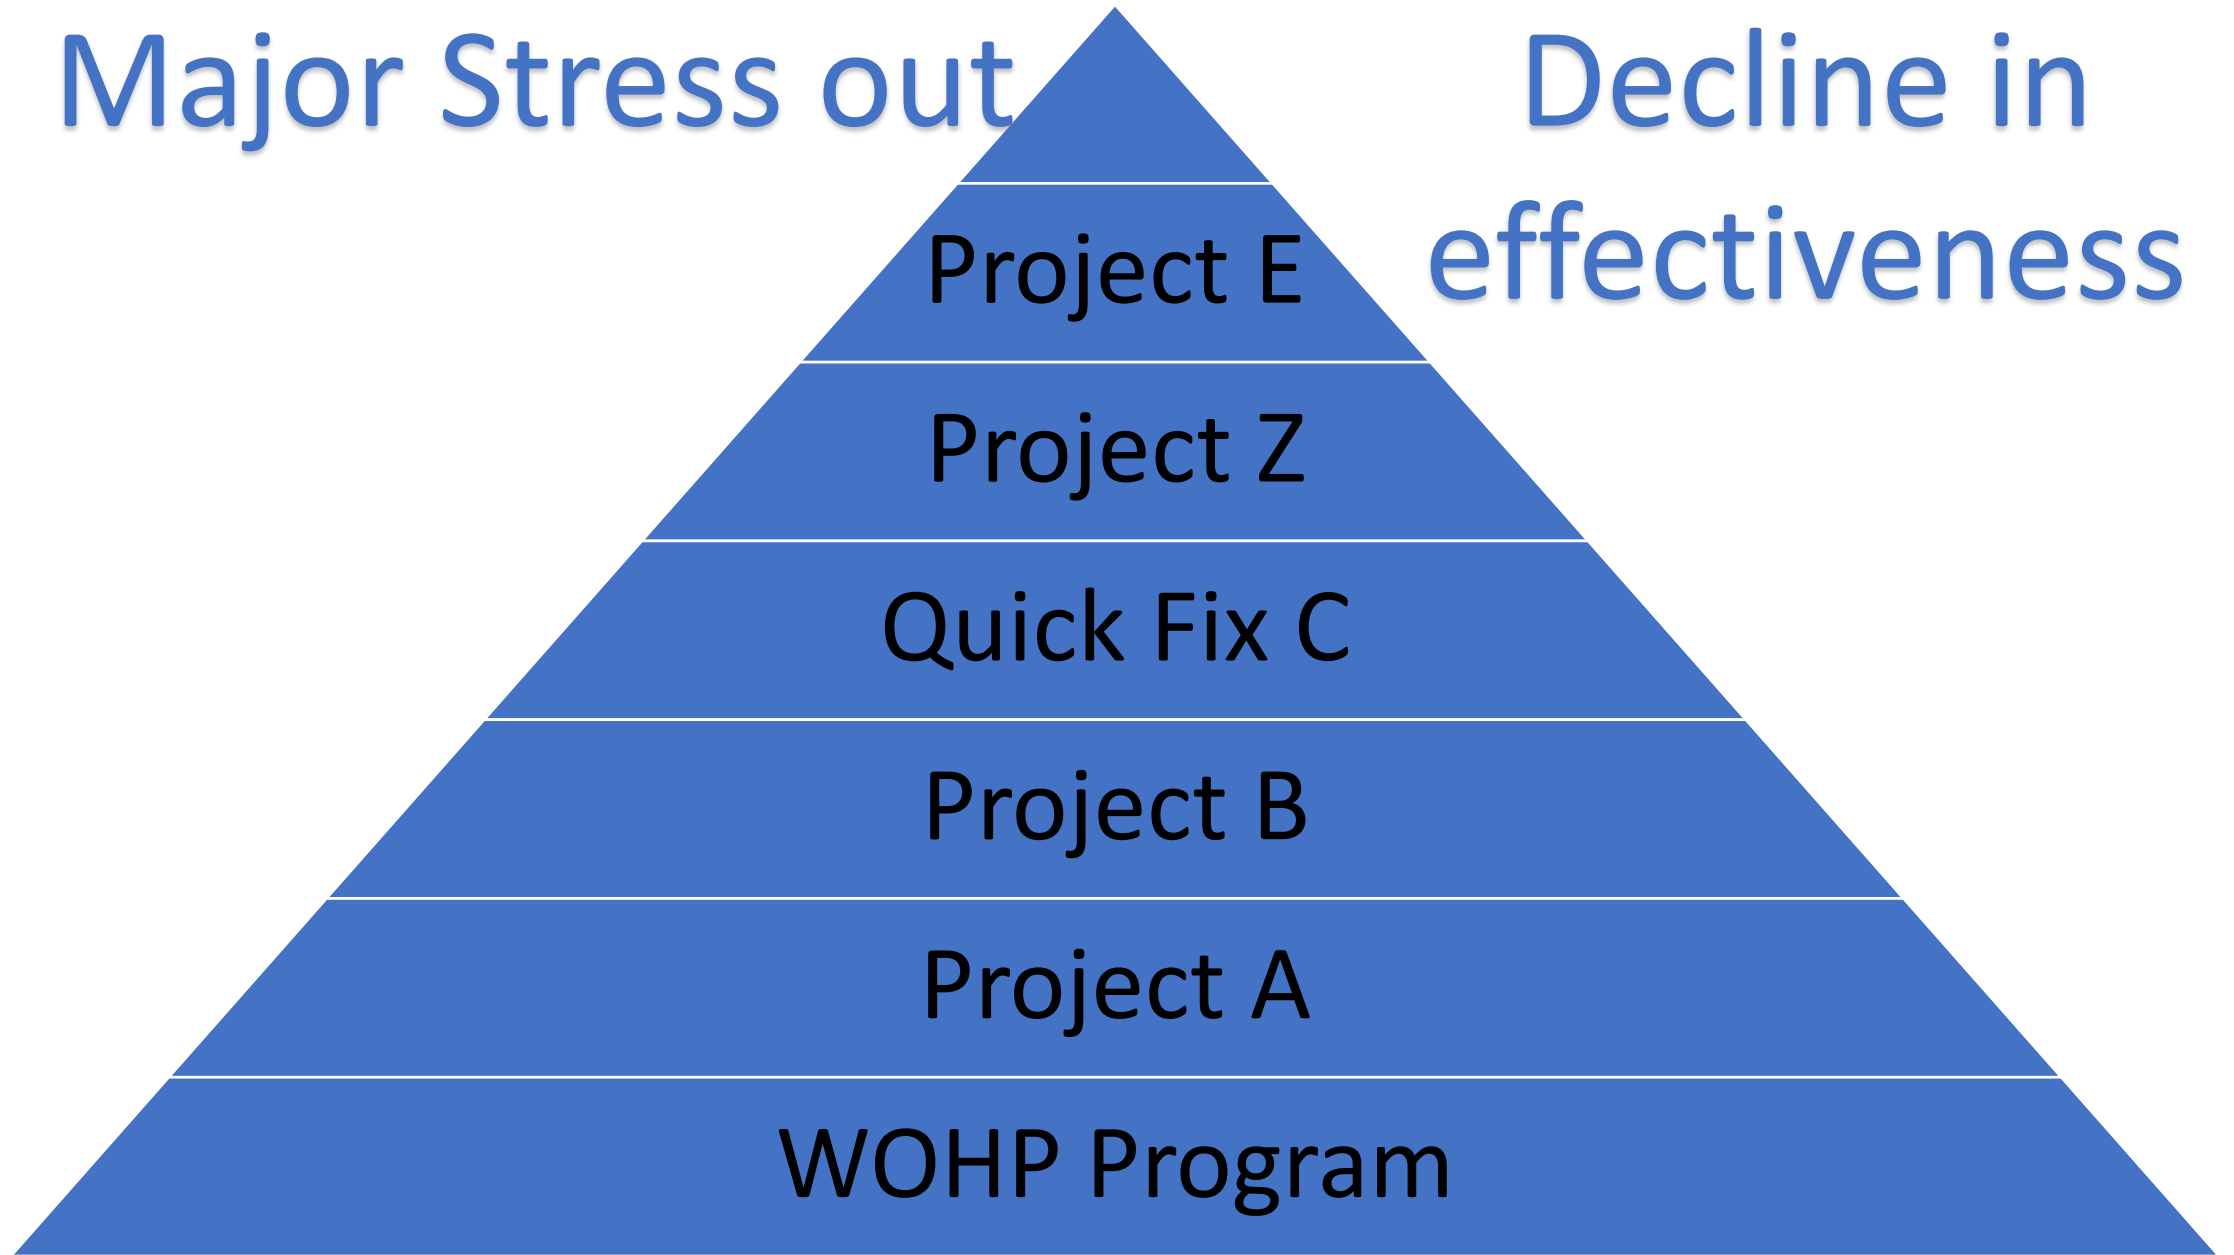 Major Stress out
Decline in
effectiveness
Project E
Project Z
Quick Fix C
Project B
Project A
WOHP Program